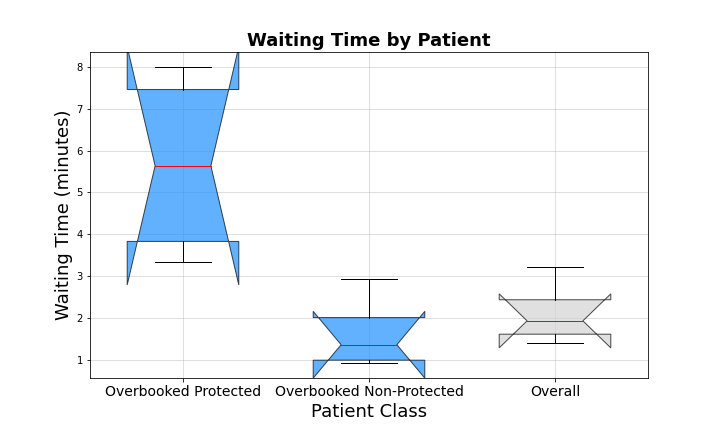 Waiting Time by Patient
Waiting Time (minutes)
8
7
6
5
4
3
2
1
Overbooked Protected
Overbooked Non-Protected
Overall
Patient Class